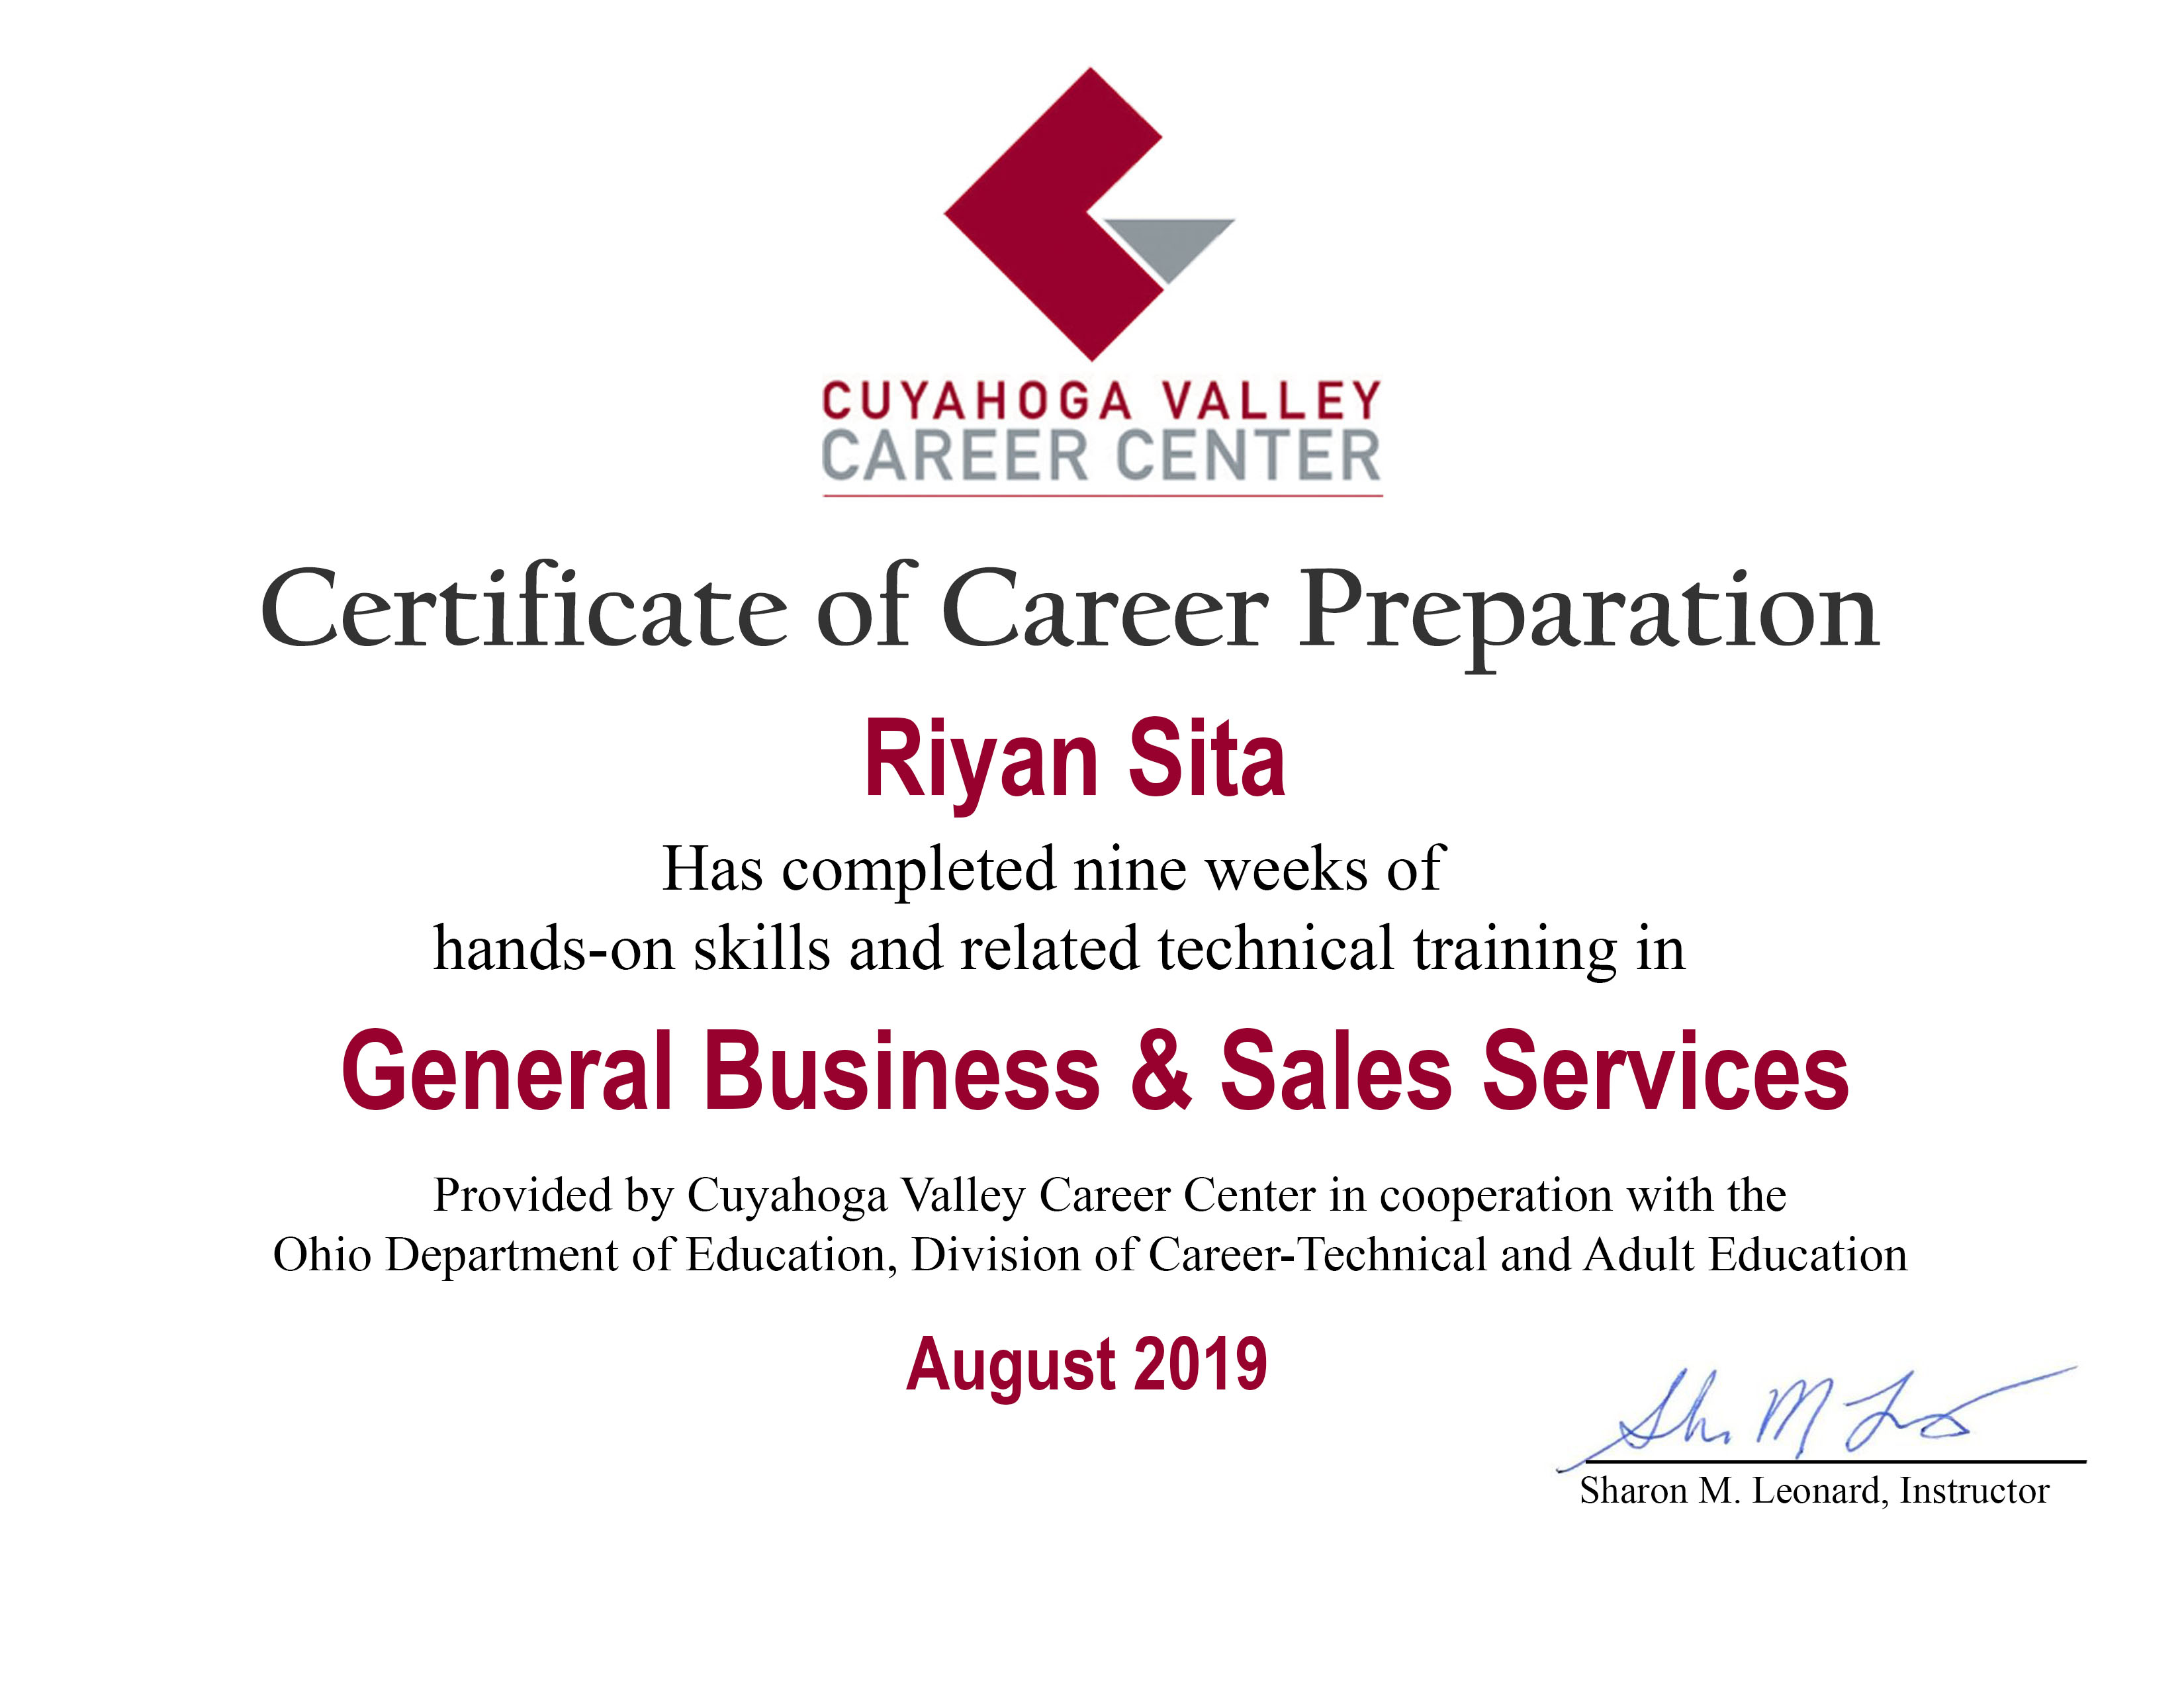 CUYAHOGA VALLEY
CAREER CENTER
Certificate of Career Preparation
Riyan Sita
Has completed nine weeks of
hands-on skills and related technical training in
General Business & Sales Services
Provided by Cuyahoga Valley Career Center in cooperation with the
Ohio Department of Education, Division of Career-Technical and Adult Education
August 2019
Sharon M. Leonard, Instructor